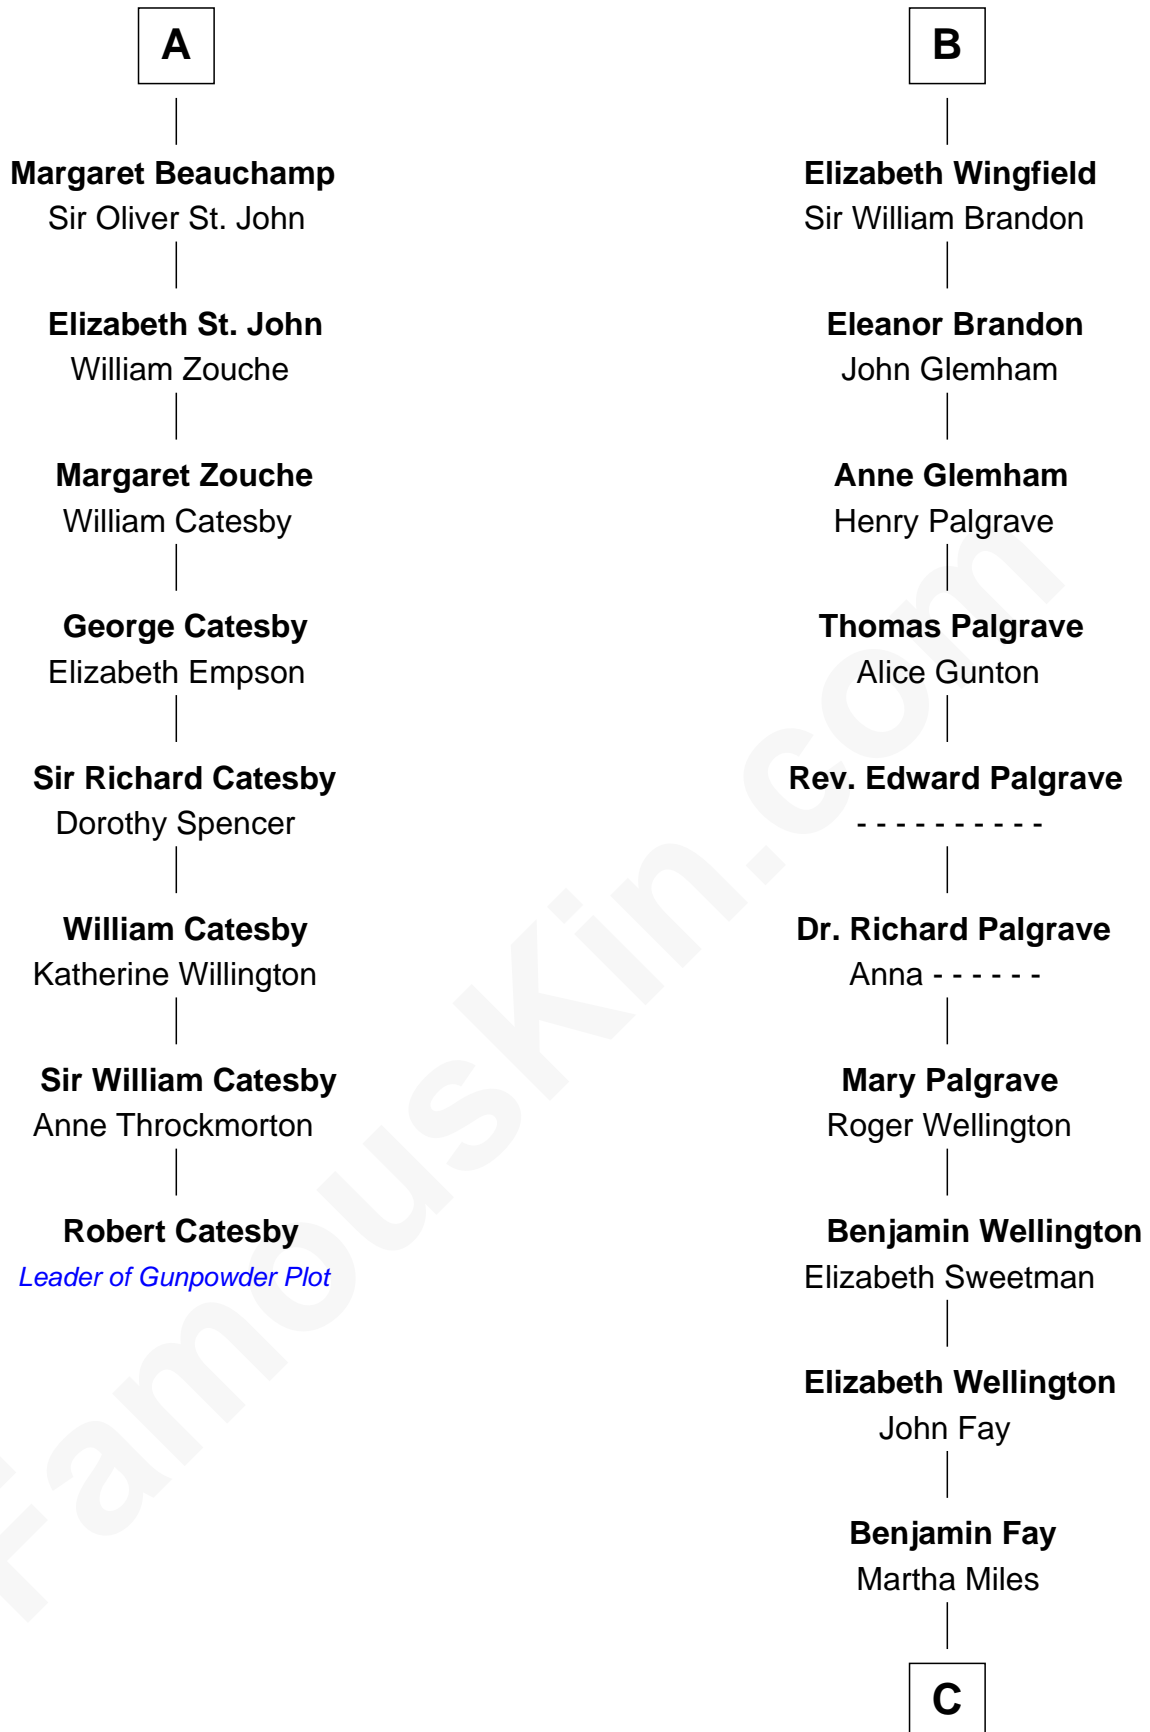 A
Margaret Beauchamp
Sir Oliver St. John
Elizabeth St. John
William Zouche
Margaret Zouche
William Catesby
George Catesby
Elizabeth Empson
Sir Richard Catesby
Dorothy Spencer
William Catesby
Katherine Willington
Sir William Catesby
Anne Throckmorton
Robert Catesby
Leader of Gunpowder Plot
B
Elizabeth Wingfield
Sir William Brandon
Eleanor Brandon
John Glemham
Anne Glemham
Henry Palgrave
Thomas Palgrave
Alice Gunton
Rev. Edward Palgrave
- - - - - - - - - -
Dr. Richard Palgrave
Anna - - - - - -
Mary Palgrave
Roger Wellington
Benjamin Wellington
Elizabeth Sweetman
Elizabeth Wellington
John Fay
Benjamin Fay
Martha Miles
C
FamousKin.com